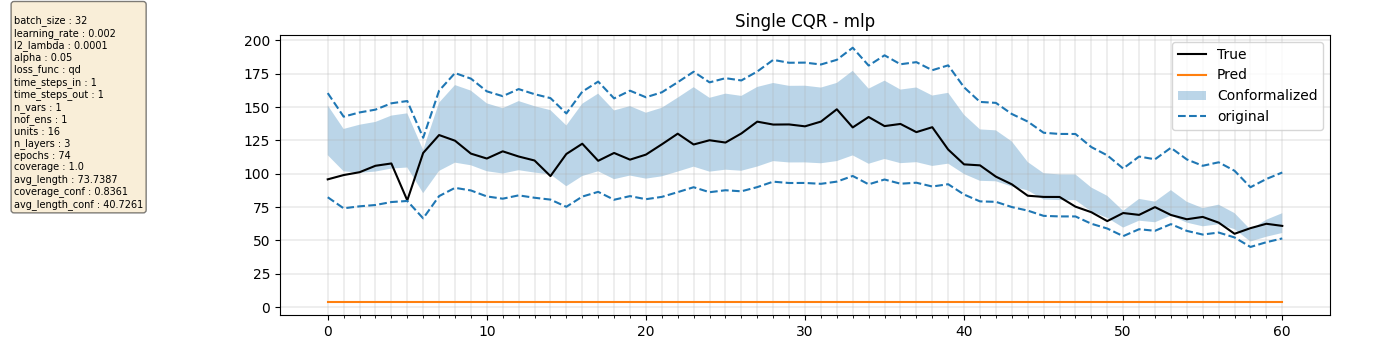 batch_size : 32
learning_rate : 0.002
l2_lambda : 0.0001
alpha : 0.05
loss_func : qd
time_steps_in : 1
time_steps_out : 1
n_vars : 1
nof_ens : 1
units : 16
n_layers : 3
epochs : 74
coverage : 1.0
avg_length : 73.7387
coverage_conf : 0.8361
avg_length_conf : 40.7261
Single CQR - mlp
200
175
150
125
100
75
50
25
0
True
Pred
Conformalized
original
0 10 20 30 40 50 60